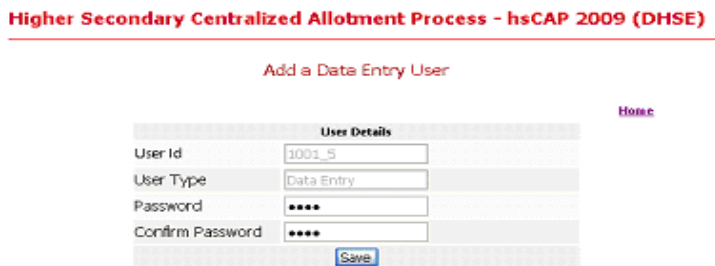 Higher Secondary Centralized Allotment Process - hsCAP 2009 (DHSE)
Add a Data Entry User
Home
User Details
User Id 1001_5
User Type Data Entry
Password ••••
Confirm Password ••••
Save